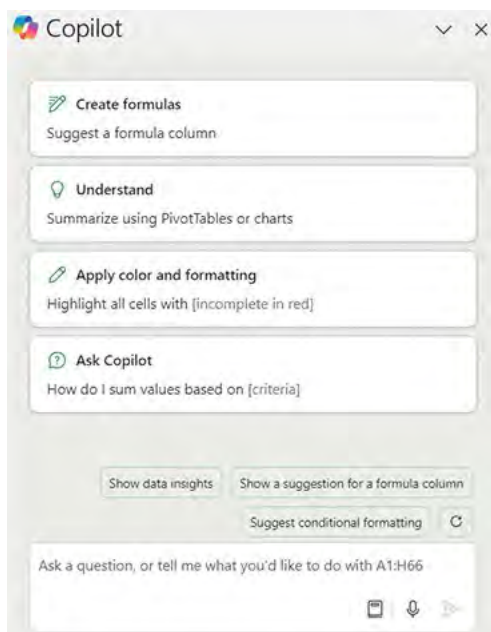 Copilot
Create formulas
Suggest a formula column
Understand
Summarize using PivotTables or charts
Apply color and formatting
Highlight all cells with [incomplete in red]
Ask Copilot
How do I sum values based on [criteria]
Show data insights
Show a suggestion for a formula column
Suggest conditional formatting
Ask a question, or tell me what you'd like to do with A1:H66